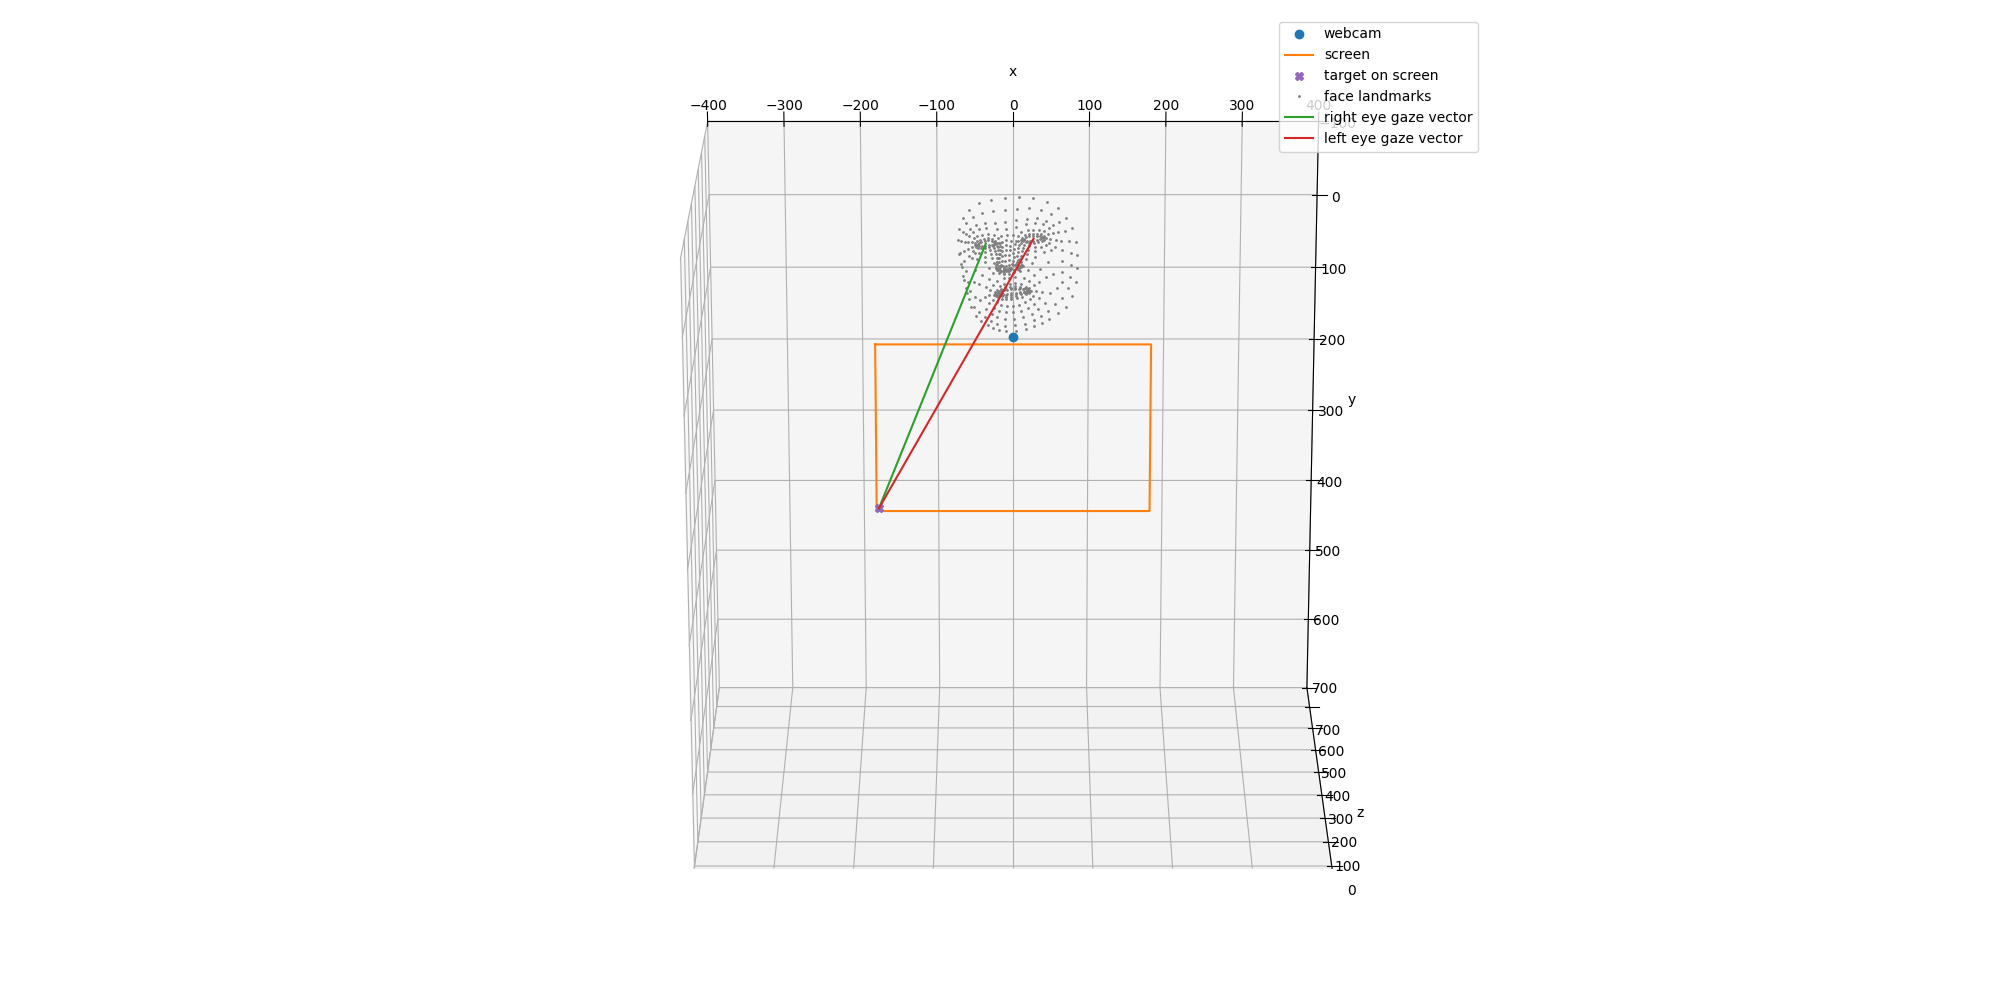 webcam
screen
target on screen
face landmarks
right eye gaze vector
left eye gaze vector
x
−400 −300 −200 −100 0 100 200 300 400
−100
0
100
200
300
y
400
500
600
700
700
600
500
400
300
z
200
100
0